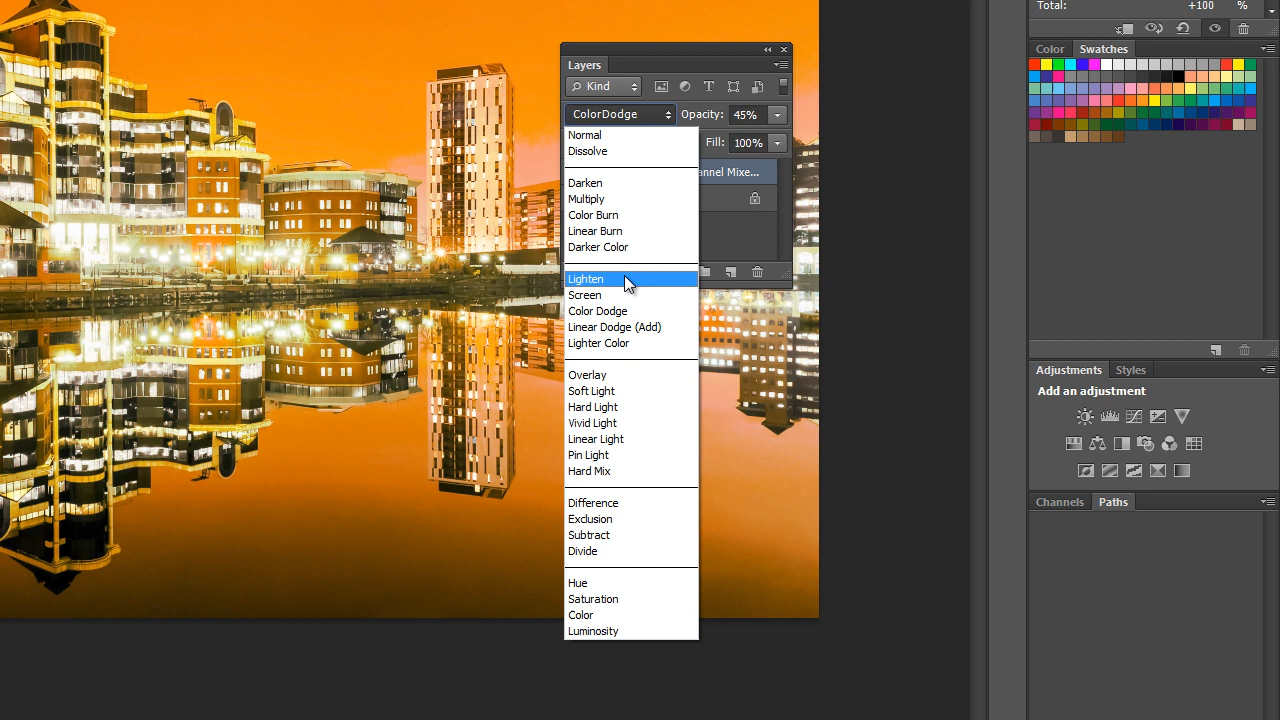 Total: +100 %
Color Swatches
Layers
Kind
ColorDodge Opacity: 45%
Normal
Dissolve
Fill: 100%
annel Mixe...
Darken
Multiply
Color Burn
Linear Burn
Darker Color
Lighten
Screen
Color Dodge
Linear Dodge (Add)
Lighter Color
Overlay
Soft Light
Hard Light
Vivid Light
Linear Light
Pin Light
Hard Mix
Difference
Exclusion
Subtract
Divide
Hue
Saturation
Color
Luminosity
Adjustments Styles
Add an adjustment
Channels Paths